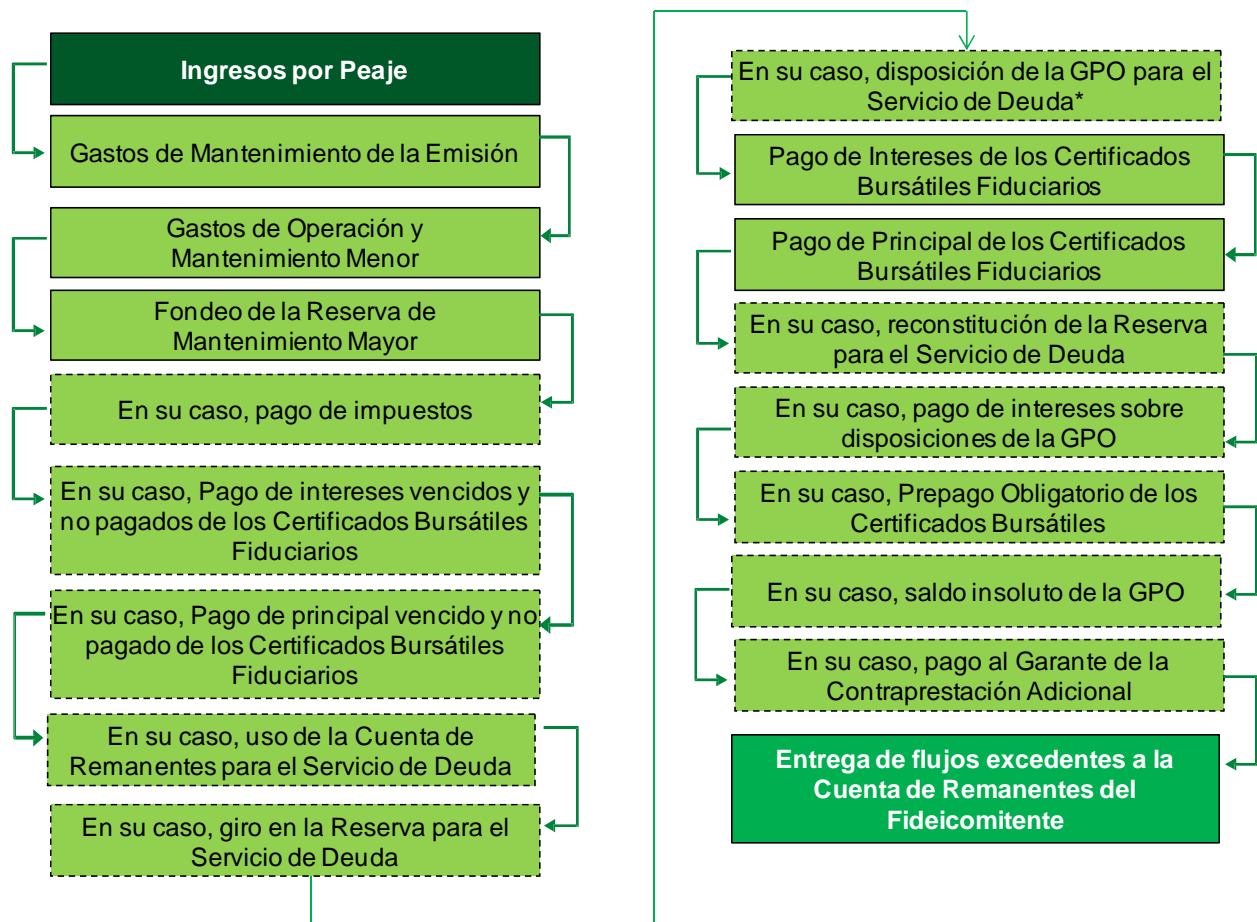 Ingresos por Peaje
Gastos de Mantenimiento de la Emisión
Gastos de Operación y
Mantenimiento Menor
Fondeo de la Reserva de
Mantenimiento Mayor
En su caso, pago de impuestos
En su caso, Pago de intereses vencidos y
no pagados de los Certificados Bursátiles
Fiduciarios
En su caso, Pago de principal vencido y no
pagado de los Certificados Bursátiles
Fiduciarios
En su caso, uso de la Cuenta de
Remanentes para el Servicio de Deuda
En su caso, giro en la Reserva para el
Servicio de Deuda
En su caso, disposición de la GPO para el
Servicio de Deuda*
Pago de Intereses de los Certificados
Bursátiles Fiduciarios
Pago de Principal de los Certificados
Bursátiles Fiduciarios
En su caso, reconstitución de la Reserva
para el Servicio de Deuda
En su caso, pago de intereses sobre
disposiciones de la GPO
En su caso, Prepago Obligatorio de los
Certificados Bursátiles
En su caso, saldo insoluto de la GPO
En su caso, pago al Garante de la
Contraprestación Adicional
Entrega de flujos excedentes a la
Cuenta de Remanentes del
Fideicomitente